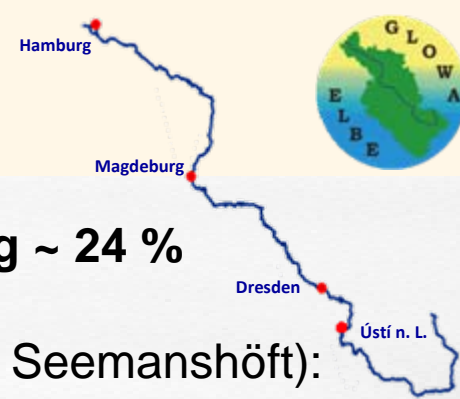 Hamburg
GLOWA
ELBE
Magdeburg
g ~ 24 %
Dresden
Ústí n. L.
Seemanshöft):